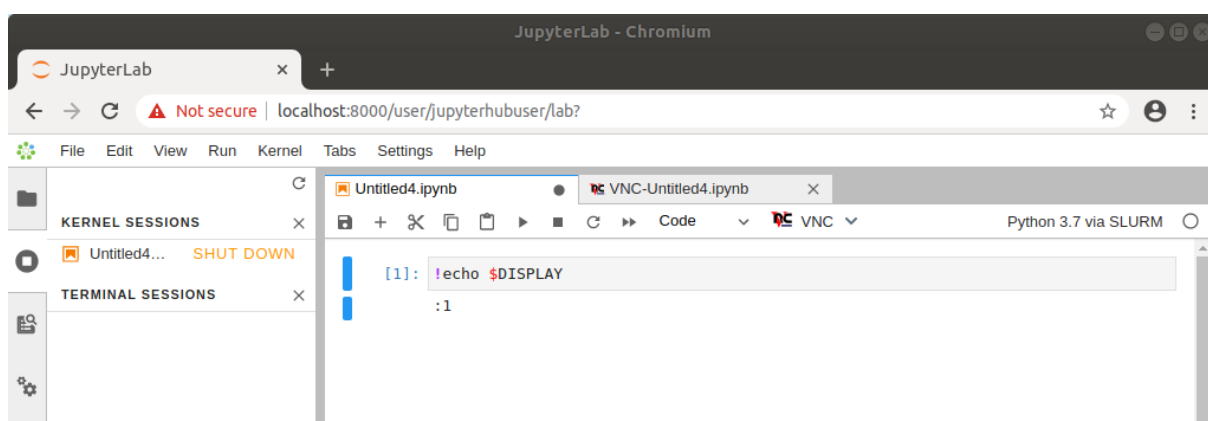 JupyterLab - Chromium
JupyterLab
Not secure | localhost:8000/user/jupyterhubuser/lab?
File Edit View Run Kernel Tabs Settings Help
Untitled4.ipynb VNC-Untitled4.ipynb
KERNEL SESSIONS
Code VNC Python 3.7 via SLURM
Untitled4... SHUT DOWN
[1]: !echo $DISPLAY
TERMINAL SESSIONS
:1